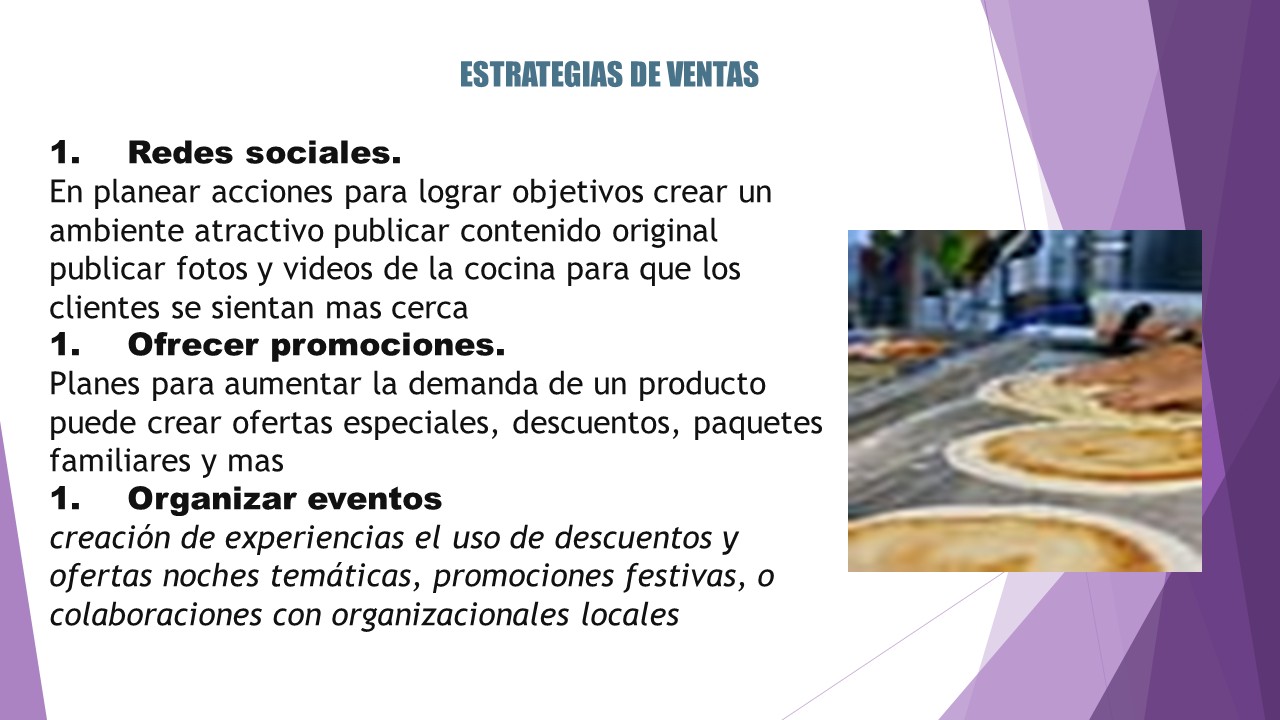 ESTRATEGIAS DE VENTAS
1. Redes sociales.
En planear acciones para lograr objetivos crear un
ambiente atractivo publicar contenido original
publicar fotos y videos de la cocina para que los
clientes se sientan mas cerca
1. Ofrecer promociones.
Planes para aumentar la demanda de un producto
puede crear ofertas especiales, descuentos, paquetes
familiares y mas
1. Organizar eventos
creación de experiencias el uso de descuentos y
ofertas noches temáticas, promociones festivas, o
colaboraciones con organizacionales locales